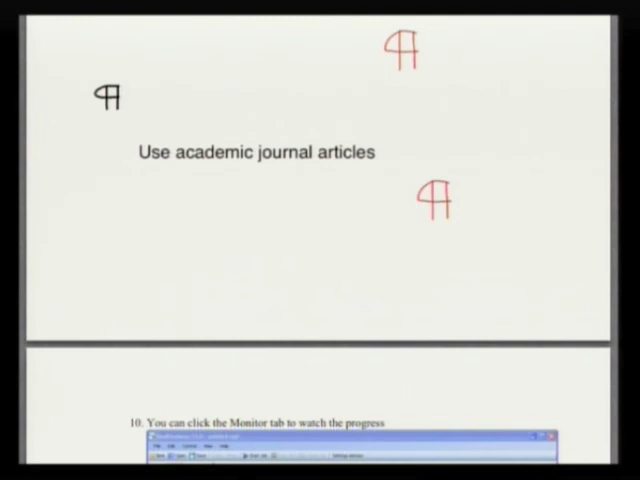 ¶
¶
Use academic journal articles
¶
10. You can click the Monitor tab to watch the progress